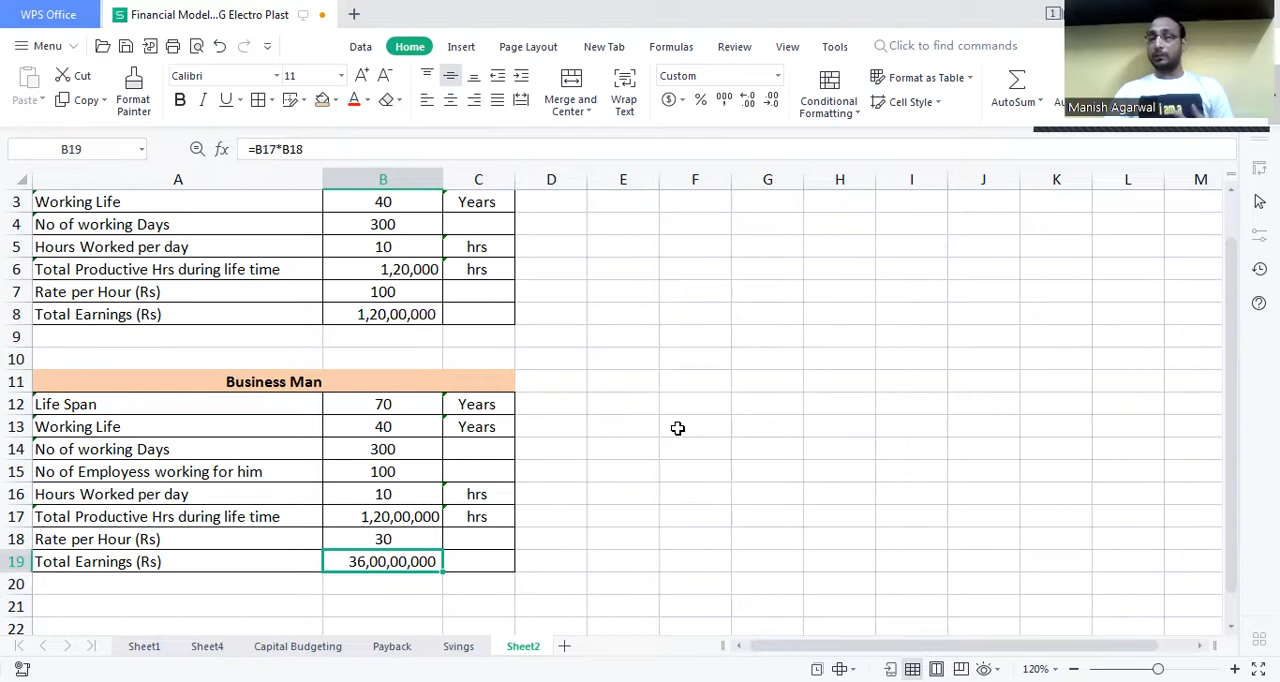 WPS Office Financial Model...G Electro Plast 1
Menu Data Home Insert Page Layout New Tab Formulas Review View Tools Click to find commands
Paste Cut Copy Format Painter Calibri 11 A+ A- Merge and Center Wrap Text Custom Conditional Formatting Format as Table Cell Style AutoSum
B I U A % 000
Manish Agarwal I am a
B19 fx =B17*B18
A B C D E F G H I J K L M
3 Working Life 40 Years
4 No of working Days 300
5 Hours Worked per day 10 hrs
6 Total Productive Hrs during life time 1,20,000 hrs
7 Rate per Hour (Rs) 100
8 Total Earnings (Rs) 1,20,00,000
9
10
11 Business Man
12 Life Span 70 Years
13 Working Life 40 Years
14 No of working Days 300
15 No of Employess working for him 100
16 Hours Worked per day 10 hrs
17 Total Productive Hrs during life time 1,20,00,000 hrs
18 Rate per Hour (Rs) 30
19 Total Earnings (Rs) 36,00,00,000
20
21
22
Sheet1 Sheet4 Capital Budgeting Payback Svings Sheet2
120%